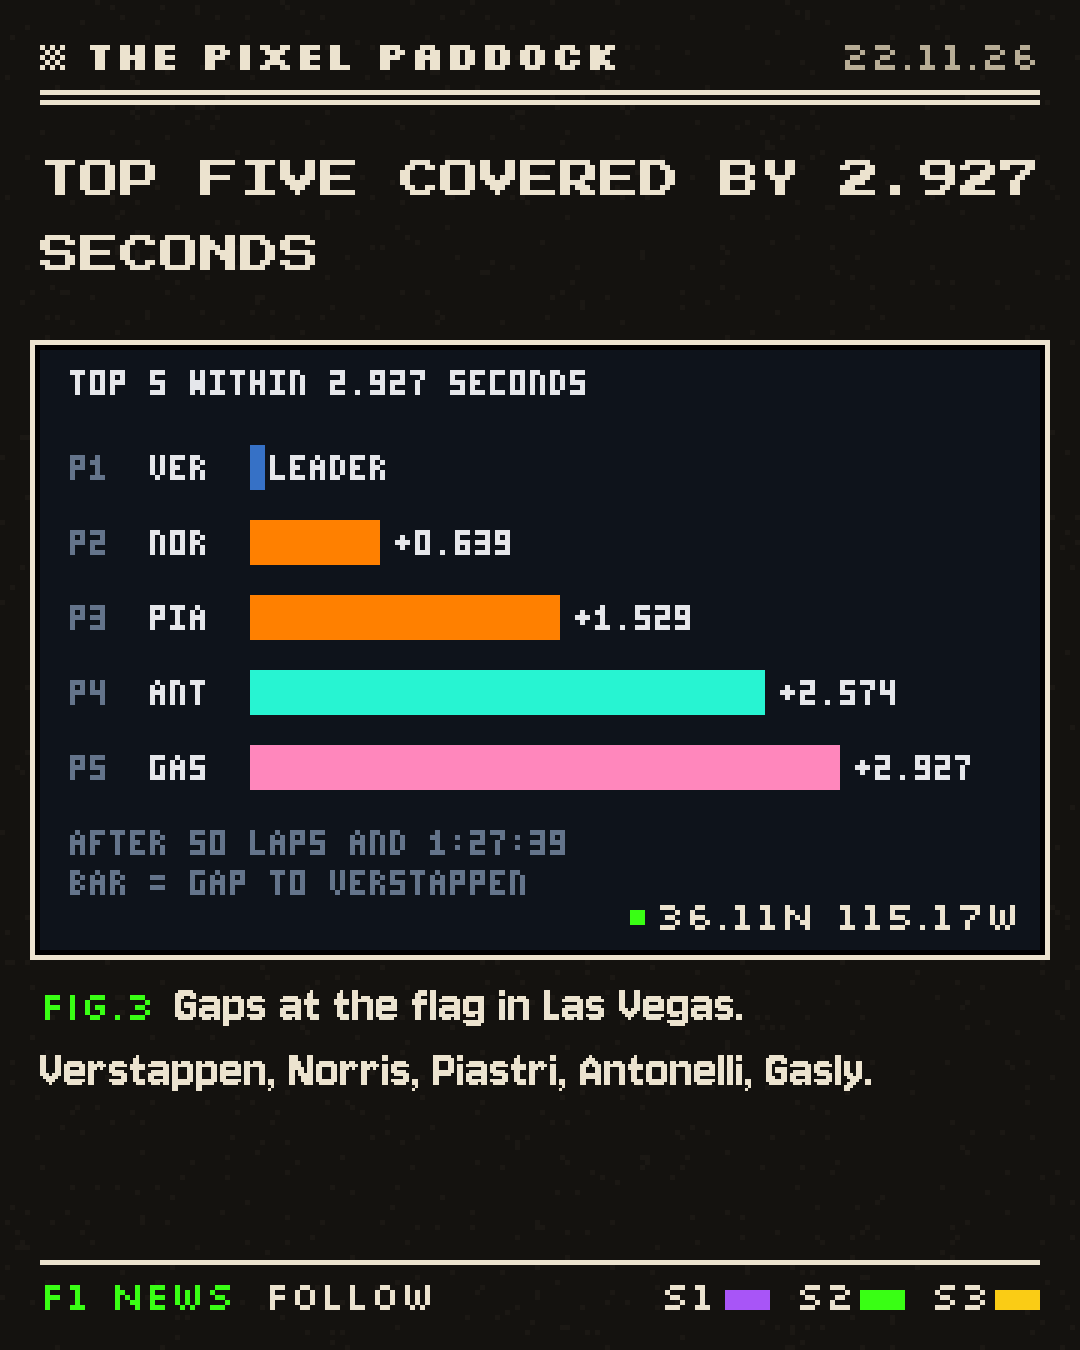 THE PIXEL PADDOCK 22.11.26
TOP FIVE COVERED BY 2.927
SECONDS
TOP 5 WITHIN 2.927 SECONDS
P1 VER LEADER
P2 NOR +0.639
P3 PIA +1.529
P4 ANT +2.574
P5 GAS +2.927
AFTER 50 LAPS AND 1:27:39
BAR = GAP TO VERSTAPPEN
36.11N 115.17W
FIG.3 Gaps at the flag in Las Vegas.
Verstappen, Norris, Piastri, Antonelli, Gasly.
F1 NEWS FOLLOW S1 S2 S3